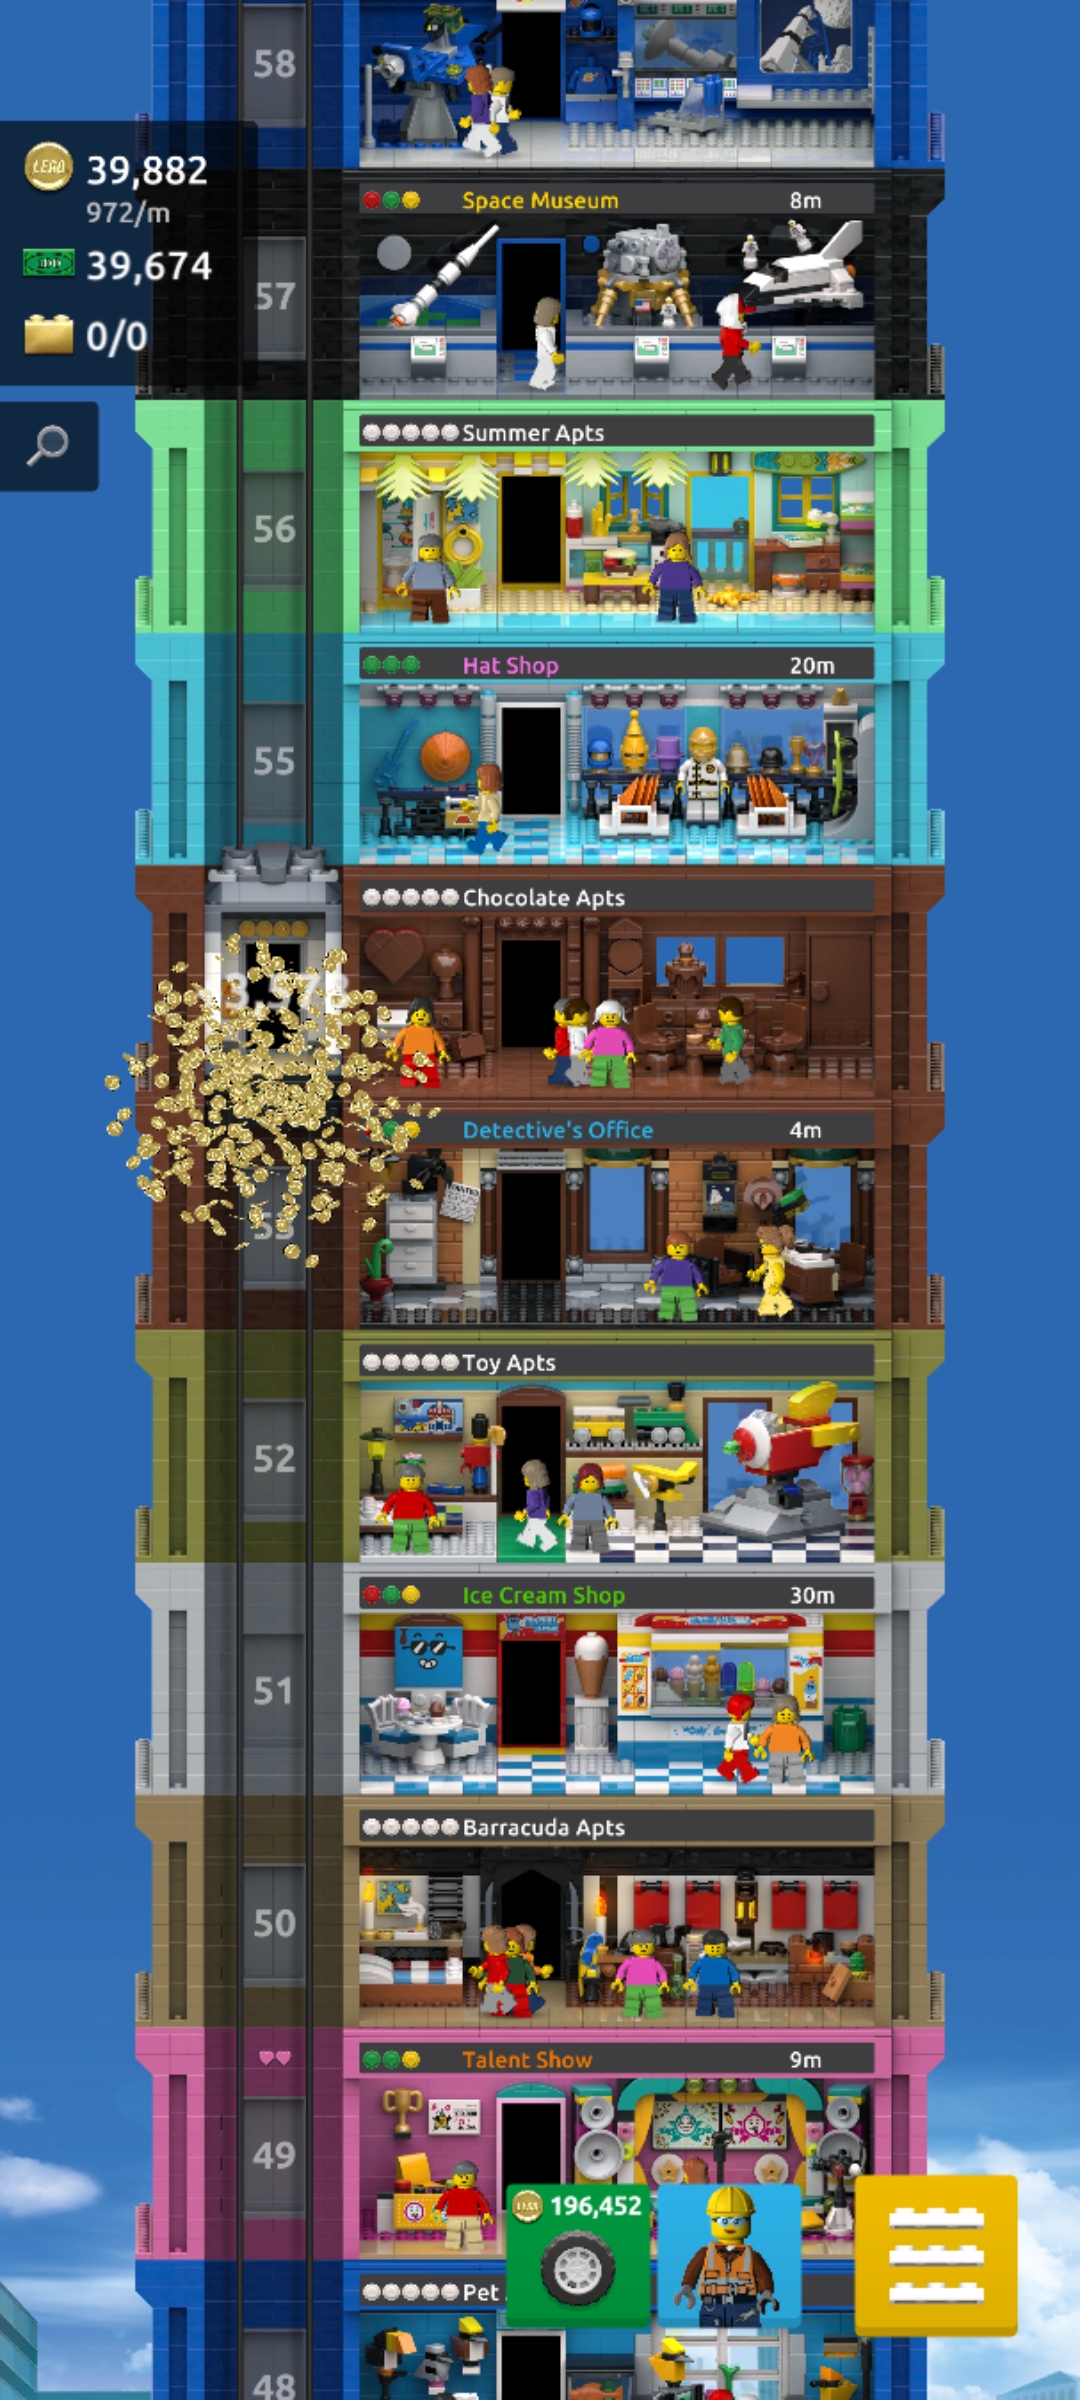 58
39,882
972/m
39,674
0/0
Space Museum 8m
57
Summer Apts
56
Hat Shop 20m
55
Chocolate Apts
Detective's Office 4m
53
Toy Apts
52
Ice Cream Shop 30m
51
Barracuda Apts
50
Talent Show 9m
49
196,452
Pet
48